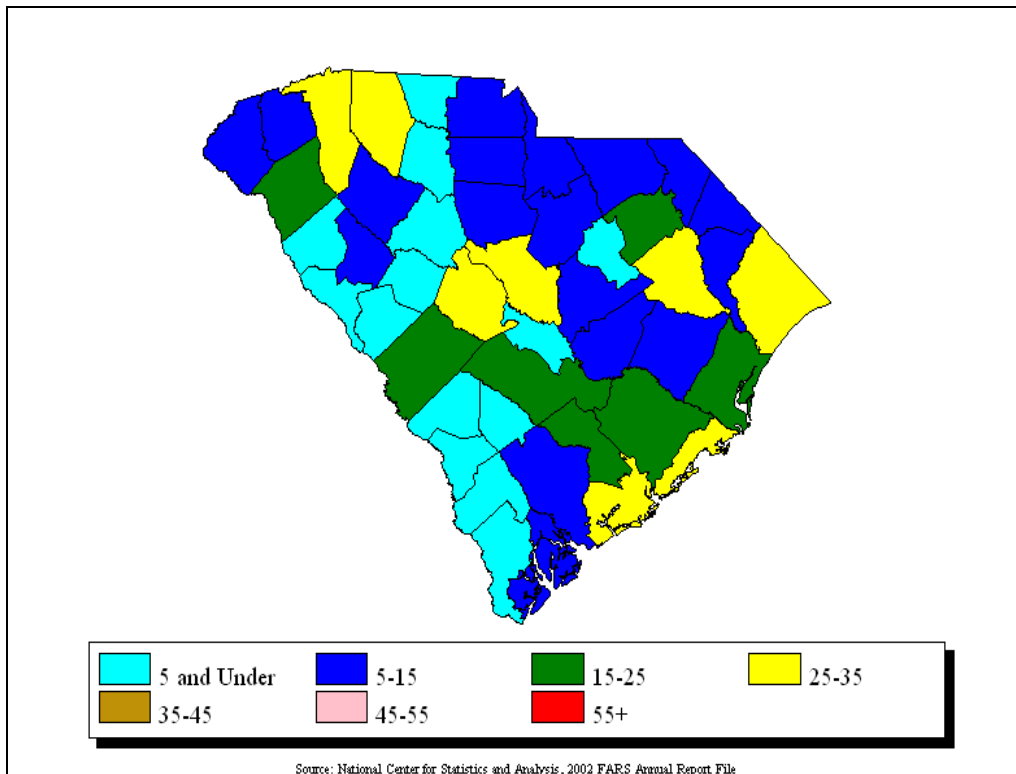 5 and Under 5-15 15-25 25-35
35-45 45-55 55+
Source: National Center for Statistics and Analysis, 2002 FARS Annual Report File